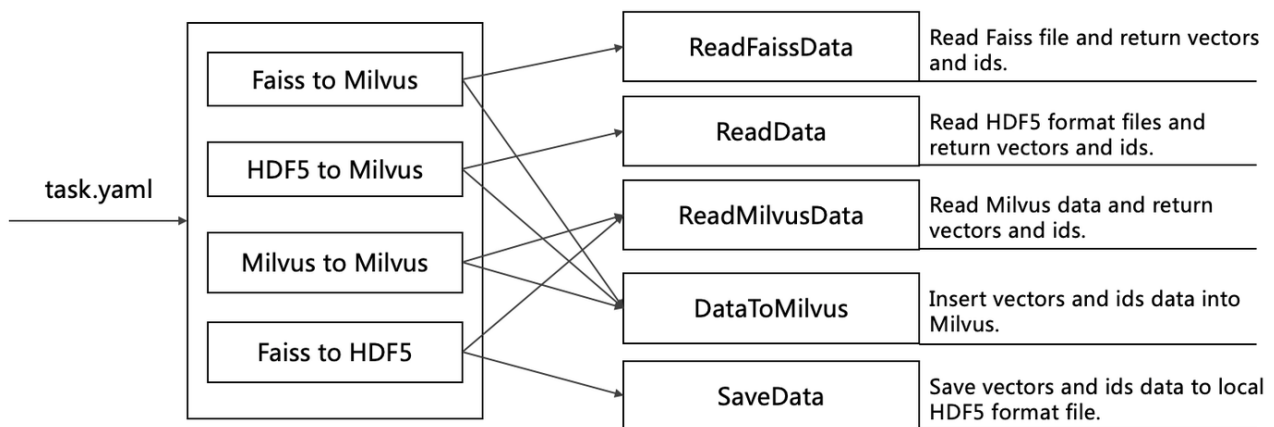 task.yaml
Faiss to Milvus
HDF5 to Milvus
Milvus to Milvus
Faiss to HDF5
ReadFaissData
Read Faiss file and return vectors
and ids.
ReadData
Read HDF5 format files and
return vectors and ids.
ReadMilvusData
Read Milvus data and return
vectors and ids.
DataToMilvus
Insert vectors and ids data into
Milvus.
SaveData
Save vectors and ids data to local
HDF5 format file.